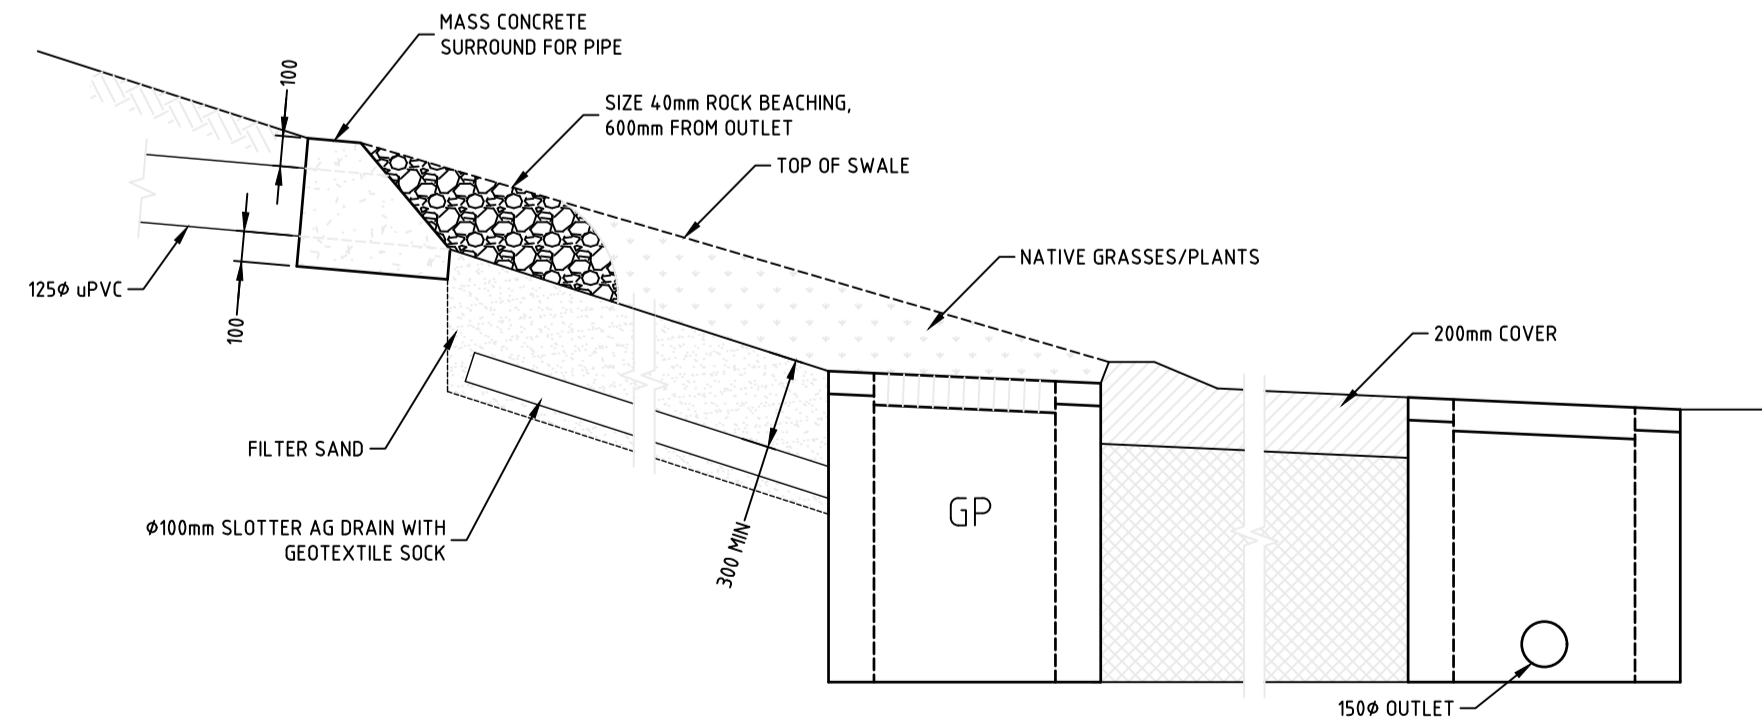 MASS CONCRETE
SURROUND FOR PIPE
100
SIZE 40mm ROCK BEACHING,
600mm FROM OUTLET
TOP OF SWALE
NATIVE GRASSES/PLANTS
125Ø uPVC
100
200mm COVER
FILTER SAND
GP
Ø100mm SLOTTER AG DRAIN WITH
GEOTEXTILE SOCK
300 MIN
150Ø OUTLET